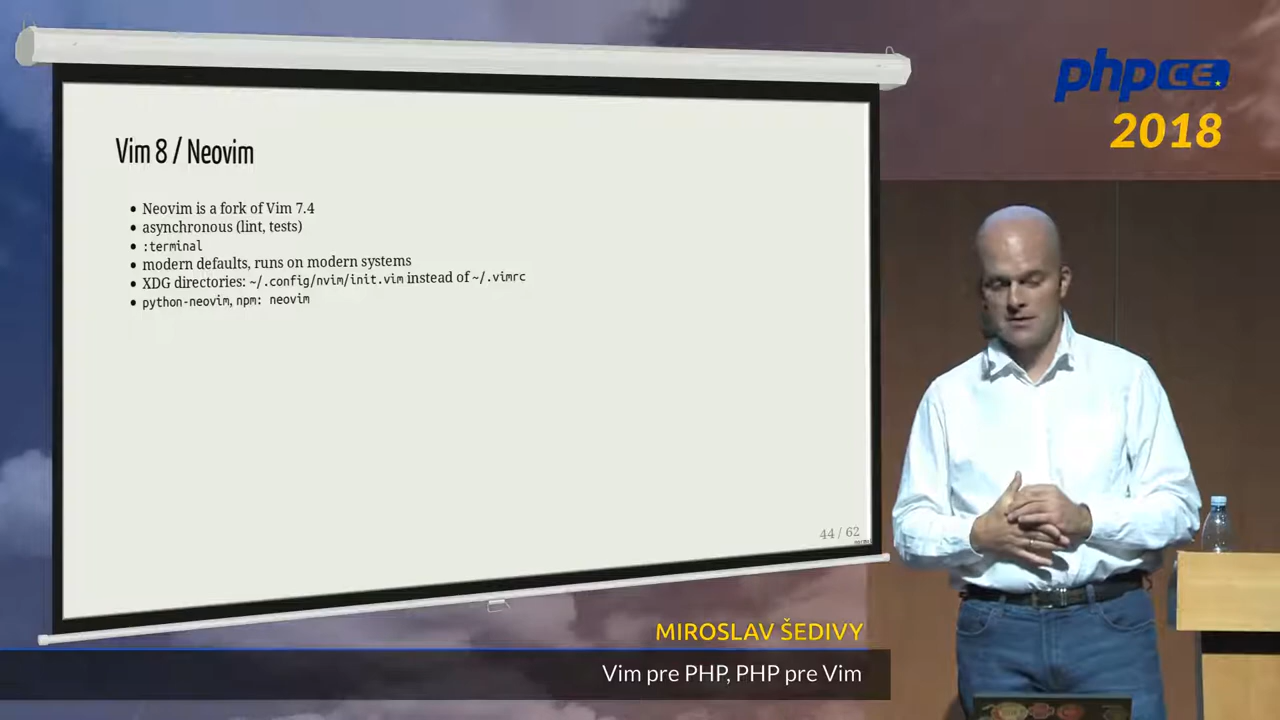 php CE
2018
Vim 8 / Neovim
• Neovim is a fork of Vim 7.4
• asynchronous (lint, tests)
• :terminal
• modern defaults, runs on modern systems
• XDG directories: ~/.config/nvim/init.vim instead of ~/.vimrc
• python-neovim, npm: neovim
44 / 62
MIROSLAV ŠEDIVY
Vim pre PHP, PHP pre Vim